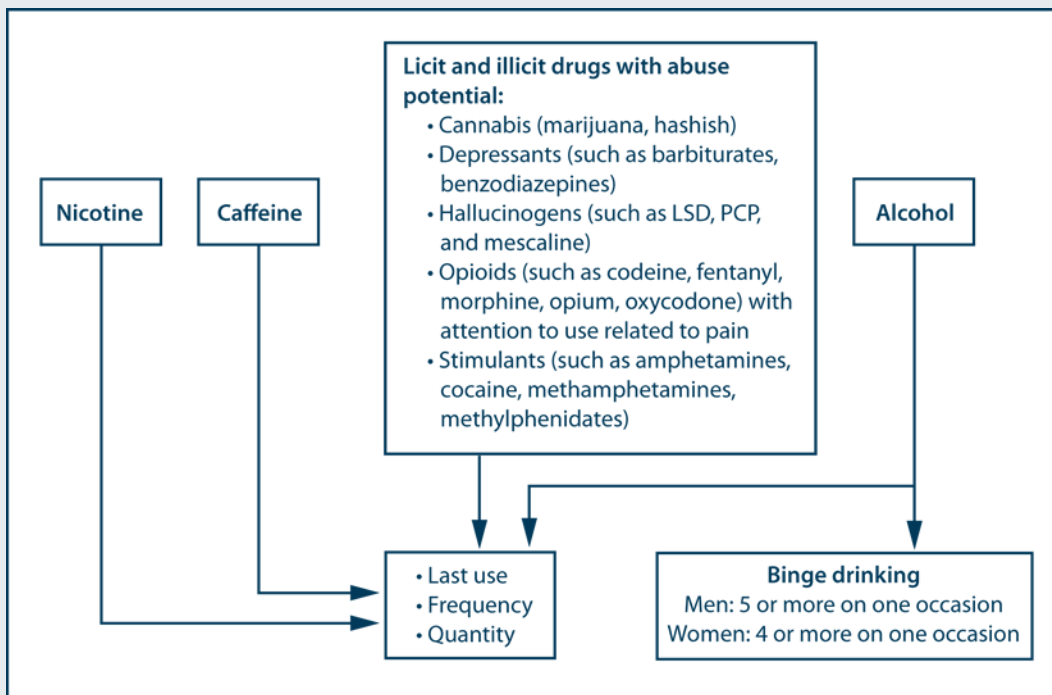 Licit and illicit drugs with abuse
potential:
• Cannabis (marijuana, hashish)
• Depressants (such as barbiturates,
benzodiazepines)
• Hallucinogens (such as LSD, PCP,
and mescaline)
• Opioids (such as codeine, fentanyl,
morphine, opium, oxycodone) with
attention to use related to pain
• Stimulants (such as amphetamines,
cocaine, methamphetamines,
methylphenidates)
Nicotine
Caffeine
Alcohol
• Last use
• Frequency
• Quantity
Binge drinking
Men: 5 or more on one occasion
Women: 4 or more on one occasion